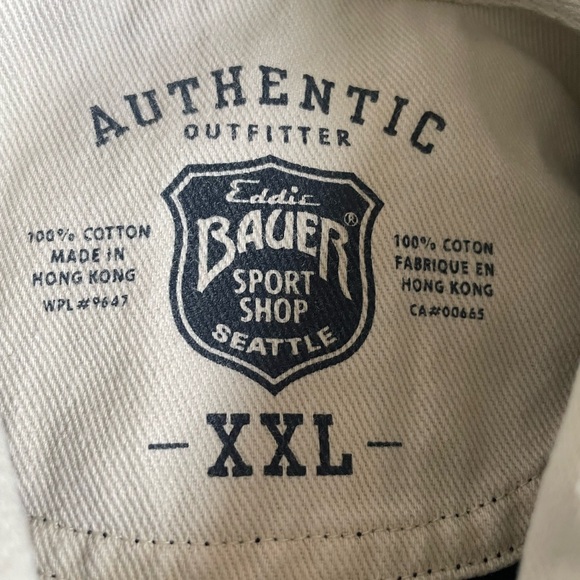 AUTHENTIC
OUTFITTER
Eddie
BAUER®
SPORT
SHOP
SEATTLE
100% COTTON
MADE IN
HONG KONG
WPL#9647
100% COTON
FABRIQUE EN
HONG KONG
CA#00665
-XXL-